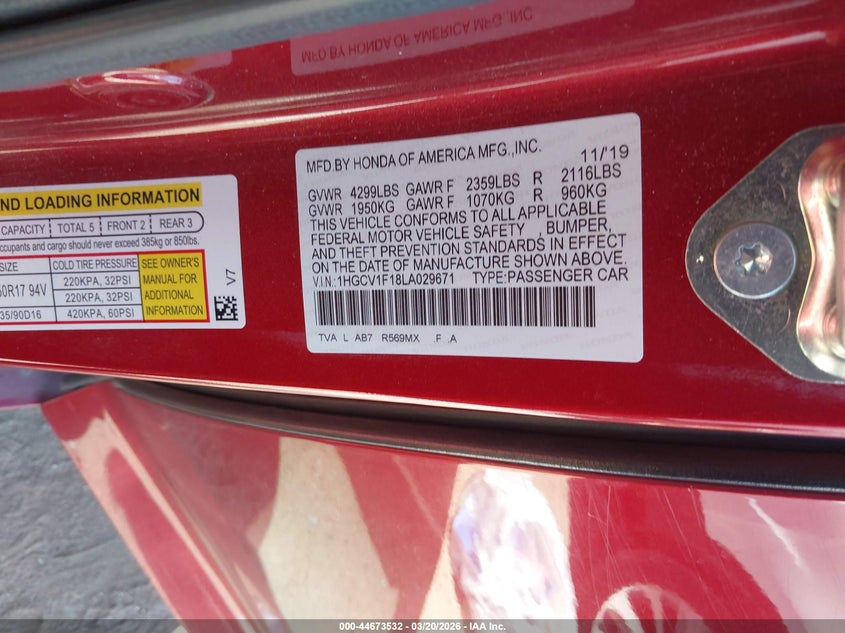 MFD BY HONDA OF AMERICA MFG.,INC
MFD.BY HONDA OF AMERICA MFG.,INC. 11/'19
GVWR 4299LBS GAWR F 2359LBS R 2116LBS
GVWR 1950KG GAWR F 1070KG R 960KG
THIS VEHICLE CONFORMS TO ALL APPLICABLE
FEDERAL MOTOR VEHICLE SAFETY , BUMPER,
AND THEFT PREVENTION STANDARDS IN EFFECT
ON THE DATE OF MANUFACTURE SHOWN ABOVE.
V.I.N.:1HGCV1F18LA029671 TYPE:PASSENGER CAR
TVA L AB7 R569MX .F .A
ND LOADING INFORMATION
CAPACITY TOTAL 5 FRONT 2 REAR 3
ccupants and cargo should never exceed 385kg or 850lbs.
SIZE COLD TIRE PRESSURE SEE OWNER'S
MANUAL FOR
ADDITIONAL
INFORMATION
50R17 94V 220KPA, 32PSI
220KPA, 32PSI
35/90D16 420KPA, 60PSI
V7
000-44673532 - 03/20/2026 - IAA Inc.